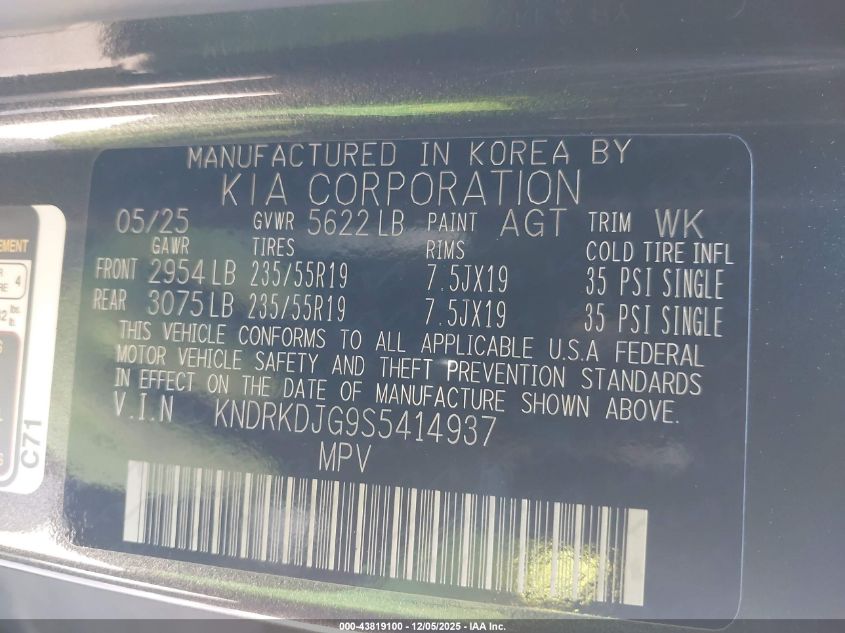 MANUFACTURED IN KOREA BY
KIA CORPORATION
05/25 GVWR 5622 LB PAINT AGT TRIM WK
GAWR TIRES RIMS COLD TIRE INFL
FRONT 2954 LB 235/55R19 7.5JX19 35 PSI SINGLE
REAR 3075 LB 235/55R19 7.5JX19 35 PSI SINGLE
THIS VEHICLE CONFORMS TO ALL APPLICABLE U.S.A FEDERAL
MOTOR VEHICLE SAFETY AND THEFT PREVENTION STANDARDS
IN EFFECT ON THE DATE OF MANUFACTURE SHOWN ABOVE.
V.I.N KNDRKDJG9S5414937
MPV
4
C71
000-43819100 - 12/05/2025 - IAA Inc.